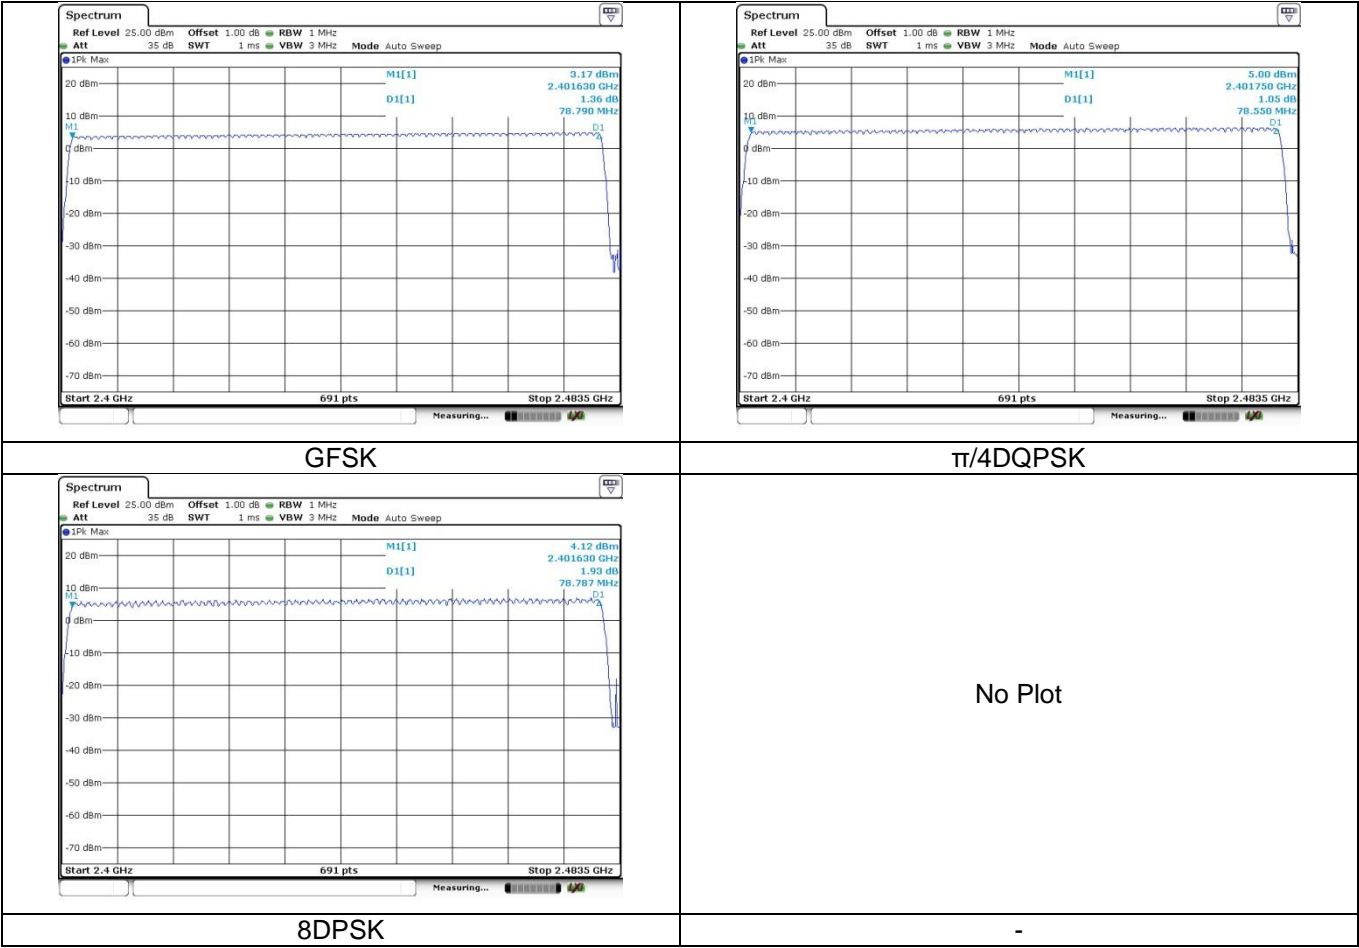 Spectrum
Ref Level 25.00 dBm Offset 1.00 dB RBW 1 MHz
Att 35 dB SWT 1 ms VBW 3 MHz Mode Auto Sweep
1Pk Max
M1[1] 3.17 dBm
2.401630 GHz
D1[1] 1.36 dB
78.790 MHz
20 dBm
10 dBm
M1
D1
0 dBm
-10 dBm
-20 dBm
-30 dBm
-40 dBm
-50 dBm
-60 dBm
-70 dBm
Start 2.4 GHz 691 pts Stop 2.4835 GHz
Measuring...
GFSK
Spectrum
Ref Level 25.00 dBm Offset 1.00 dB RBW 1 MHz
Att 35 dB SWT 1 ms VBW 3 MHz Mode Auto Sweep
1Pk Max
M1[1] 5.00 dBm
2.401750 GHz
D1[1] 1.05 dB
78.550 MHz
20 dBm
10 dBm
M1
D1
0 dBm
-10 dBm
-20 dBm
-30 dBm
-40 dBm
-50 dBm
-60 dBm
-70 dBm
Start 2.4 GHz 691 pts Stop 2.4835 GHz
Measuring...
π/4DQPSK
Spectrum
Ref Level 25.00 dBm Offset 1.00 dB RBW 1 MHz
Att 35 dB SWT 1 ms VBW 3 MHz Mode Auto Sweep
1Pk Max
M1[1] 4.12 dBm
2.401630 GHz
D1[1] 1.93 dB
78.787 MHz
20 dBm
10 dBm
M1
D1
0 dBm
-10 dBm
-20 dBm
-30 dBm
-40 dBm
-50 dBm
-60 dBm
-70 dBm
Start 2.4 GHz 691 pts Stop 2.4835 GHz
Measuring...
8DPSK
No Plot
-